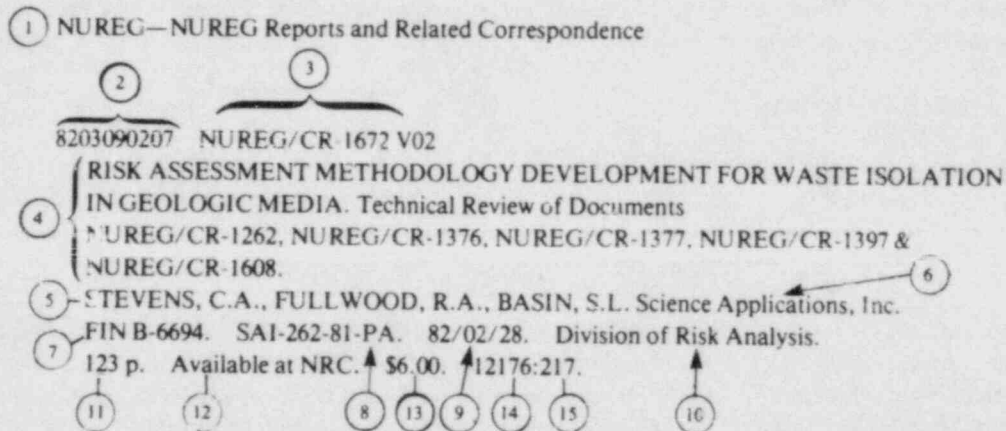 1 NUREG—NUREG Reports and Related Correspondence
2 3
8203090207 NUREG/CR-1672 V02
RISK ASSESSMENT METHODOLOGY DEVELOPMENT FOR WASTE ISOLATION
4 IN GEOLOGIC MEDIA. Technical Review of Documents
NUREG/CR-1262, NUREG/CR-1376, NUREG/CR-1377, NUREG/CR-1397 &
NUREG/CR-1608.
6
5 STEVENS, C.A., FULLWOOD, R.A., BASIN, S.L. Science Applications, Inc.
7 FIN B-6694. SAI-262-81-PA. 82/02/28. Division of Risk Analysis.
123 p. Available at NRC. $6.00. 12176:217.
11 12 8 13 9 14 15 10